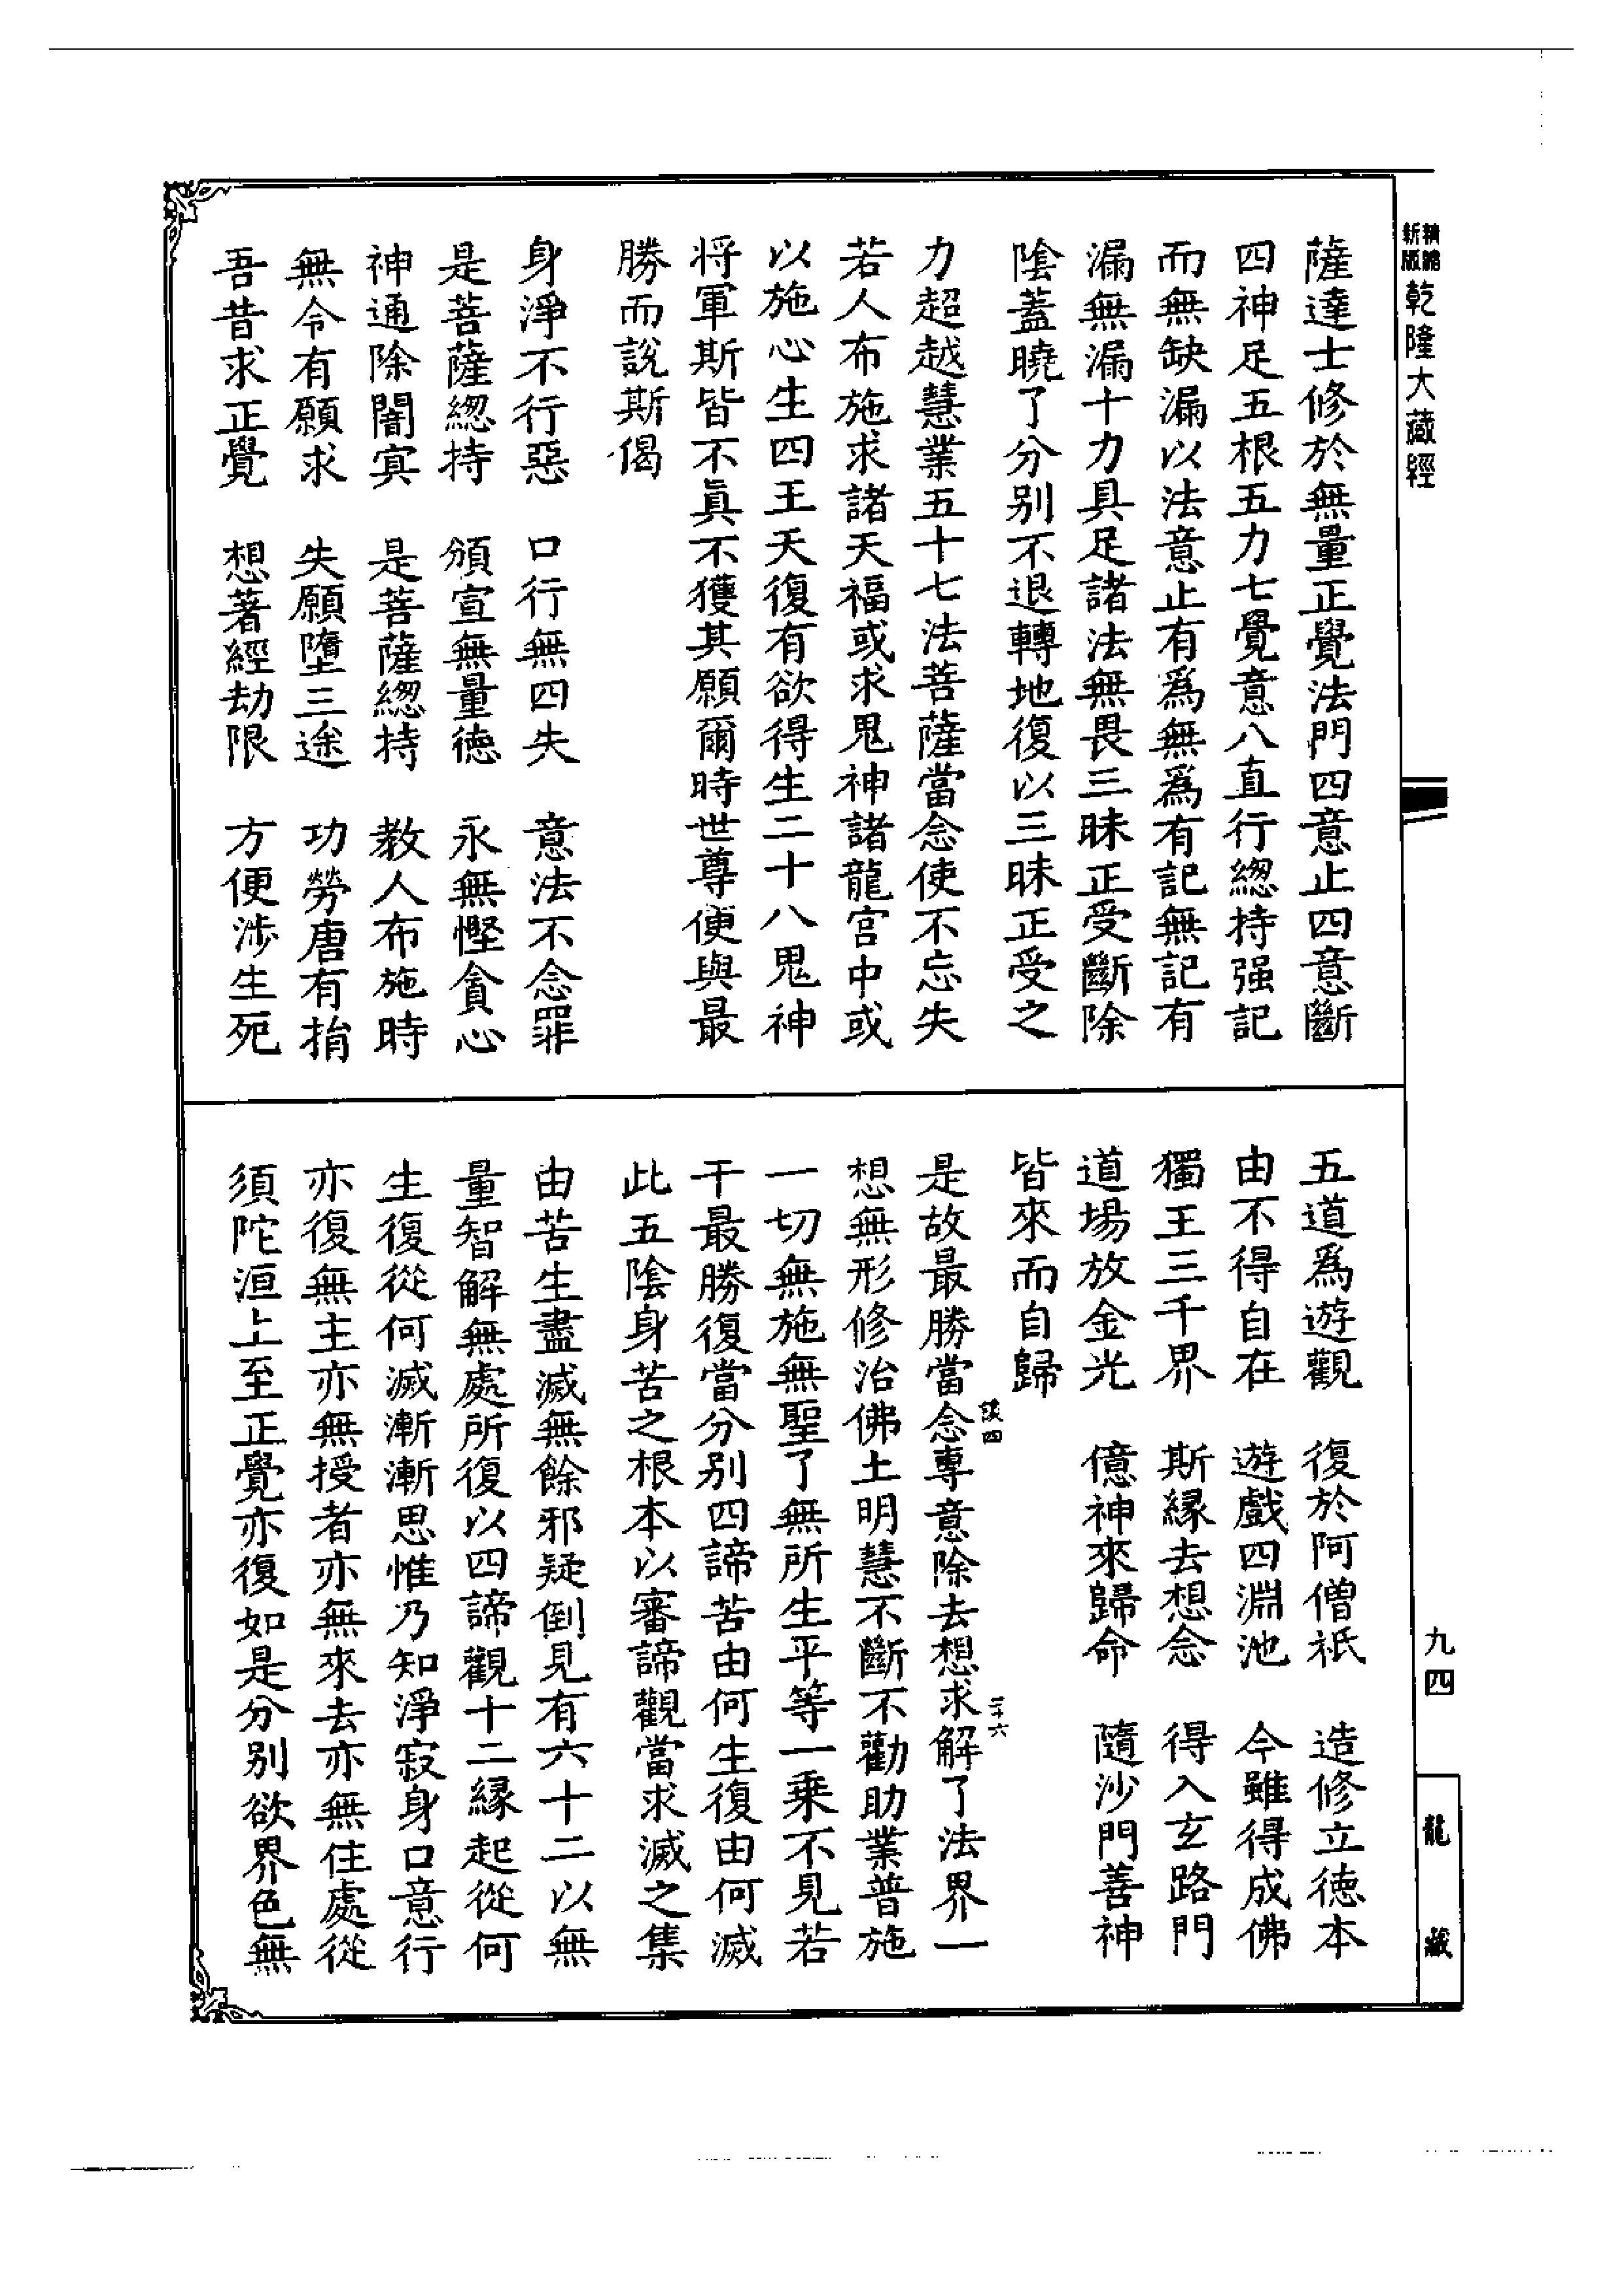 精縮
新版
乾隆大藏經
薩達士修於無量正覺法門四意止四意斷
四神足五根五力七覺意八直行緫持强記
而無缺漏以法意止有爲無爲有記無記有
漏無漏十力具足諸法無畏三昧正受斷除
陰蓋曉了分别不退轉地復以三昧正受之
力超越慧業五十七法菩薩當念使不忘失
若人布施求諸天福或求鬼神諸龍宫中或
以施心生四王天復有欲得生二十八鬼神
将軍斯皆不眞不獲其願爾時世尊便與最
勝而說斯偈
身淨不行惡 口行無四失 意法不念罪
是菩薩緫持 頒宣無量徳 永無慳貪心
神通除闇寘 是菩薩緫持 教人布施時
無令有願求 失願墮三途 功勞唐有捐
吾昔求正覺 想著經劫限 方便涉生死
五道爲遊觀 復於阿僧祇 造修立徳本
由不得自在 遊戲四淵池 今雖得成佛
獨王三千界 斯縁去想念 得入玄路門
道場放金光 億神來歸命 隨沙門善神
皆來而自歸
是故最勝當念專意除去想求解了法界一
想無形修治佛土明慧不斷不勸助業普施
一切無施無聖了無所生平等一乗不見若
干最勝復當分别四諦苦由何生復由何滅
此五陰身苦之根本以審諦觀當求滅之集
由苦生盡滅無餘邪疑倒見有六十二以無
量智解無處所復以四諦觀十二縁起從何
生復從何滅漸漸思惟乃知淨寂身口意行
亦復無主亦無授者亦無來去亦無住處從
須陀洹上至正覺亦復如是分别欲界色無
談四
三十六
九四
龍藏